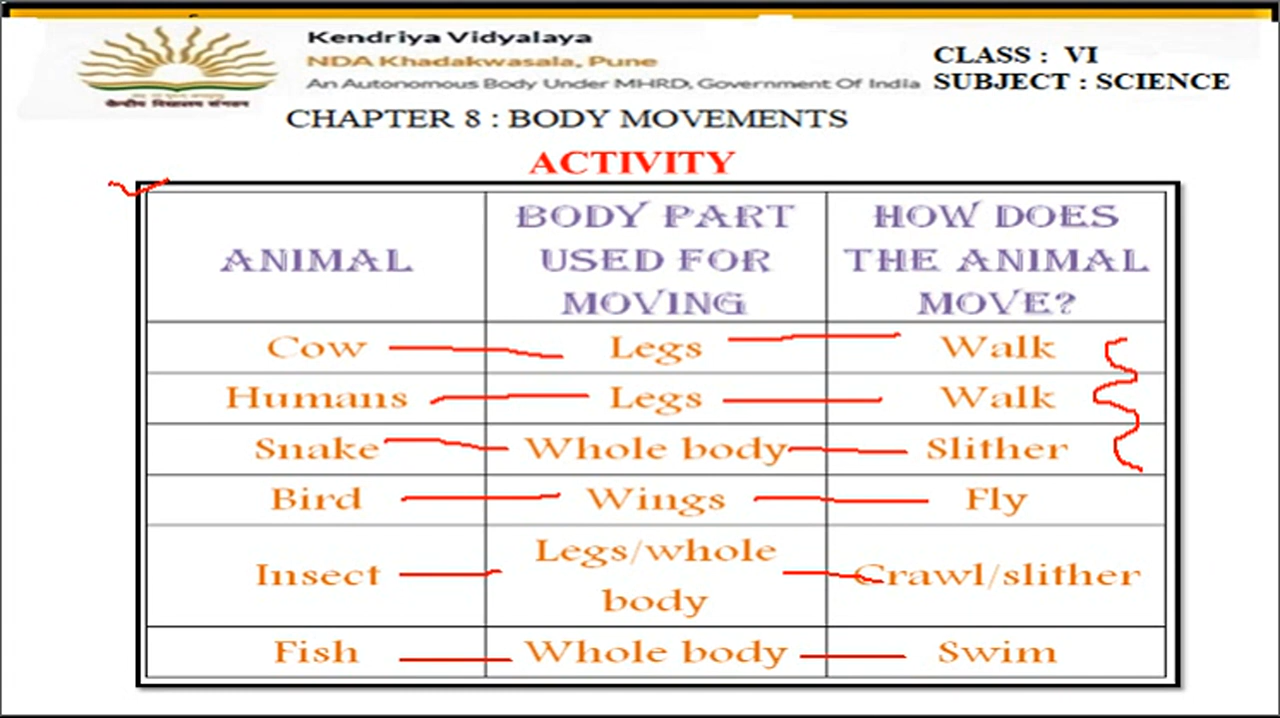 Kendriya Vidyalaya
NDA Khadakwasala, Pune
An Autonomous Body Under MHRD, Government Of India
केन्द्रीय विद्यालय संगठन
CLASS : VI
SUBJECT : SCIENCE
CHAPTER 8 : BODY MOVEMENTS
ACTIVITY
ANIMAL BODY PART USED FOR MOVING HOW DOES THE ANIMAL MOVE?
Cow Legs Walk
Humans Legs Walk
Snake Whole body Slither
Bird Wings Fly
Insect Legs/whole body Crawl/slither
Fish Whole body Swim